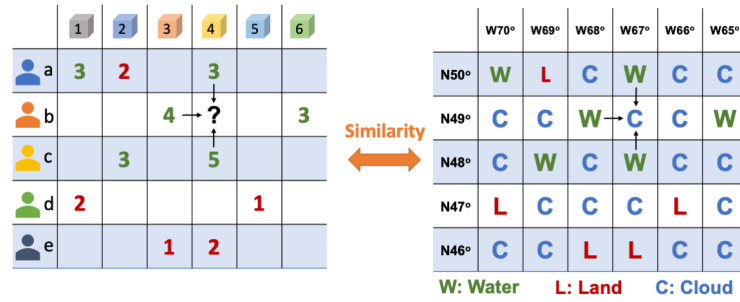 1 2 3 4 5 6
a 3 2 3
b 4 ? 3
c 3 5
d 2 1
e 1 2
Similarity
W70° W69° W68° W67° W66° W65°
N50° W L C W C C
N49° C C W C C W
N48° C W C W C C
N47° L C C C L C
N46° C C L L C C
W: Water L: Land C: Cloud